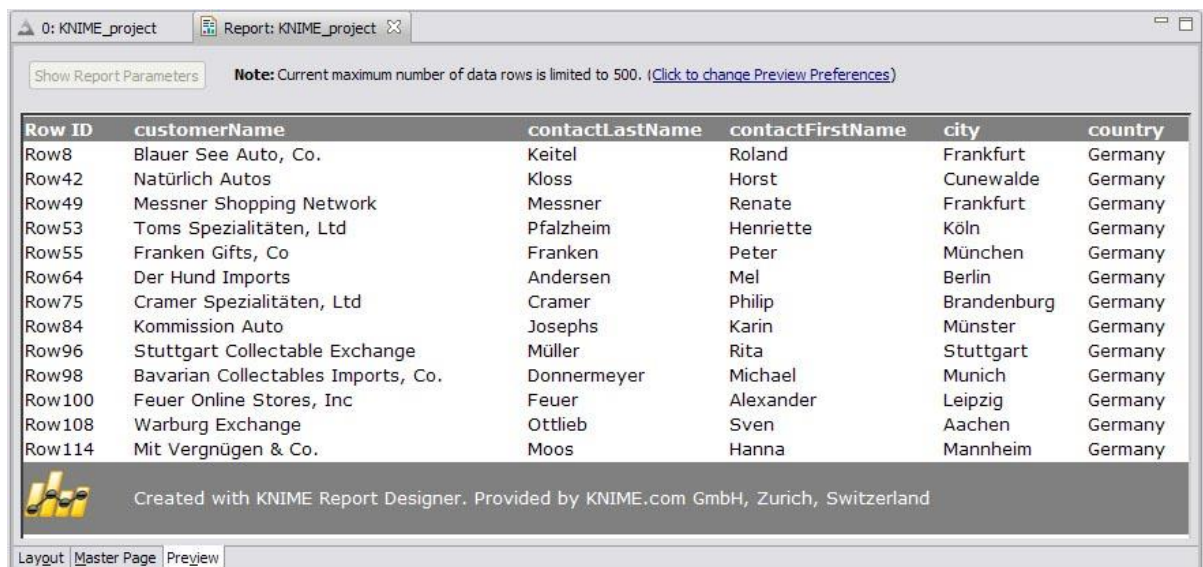 0: KNIME_project Report: KNIME_project
Show Report Parameters Note: Current maximum number of data rows is limited to 500. (Click to change Preview Preferences)
Row ID customerName contactLastName contactFirstName city country
Row8 Blauer See Auto, Co. Keitel Roland Frankfurt Germany
Row42 Natürlich Autos Kloss Horst Cunewalde Germany
Row49 Messner Shopping Network Messner Renate Frankfurt Germany
Row53 Toms Spezialitäten, Ltd Pfalzheim Henriette Köln Germany
Row55 Franken Gifts, Co Franken Peter München Germany
Row64 Der Hund Imports Andersen Mel Berlin Germany
Row75 Cramer Spezialitäten, Ltd Cramer Philip Brandenburg Germany
Row84 Kommission Auto Josephs Karin Münster Germany
Row96 Stuttgart Collectable Exchange Müller Rita Stuttgart Germany
Row98 Bavarian Collectables Imports, Co. Donnermeyer Michael Munich Germany
Row100 Feuer Online Stores, Inc Feuer Alexander Leipzig Germany
Row108 Warburg Exchange Ottlieb Sven Aachen Germany
Row114 Mit Vergnügen & Co. Moos Hanna Mannheim Germany
Created with KNIME Report Designer. Provided by KNIME.com GmbH, Zurich, Switzerland
Layout Master Page Preview